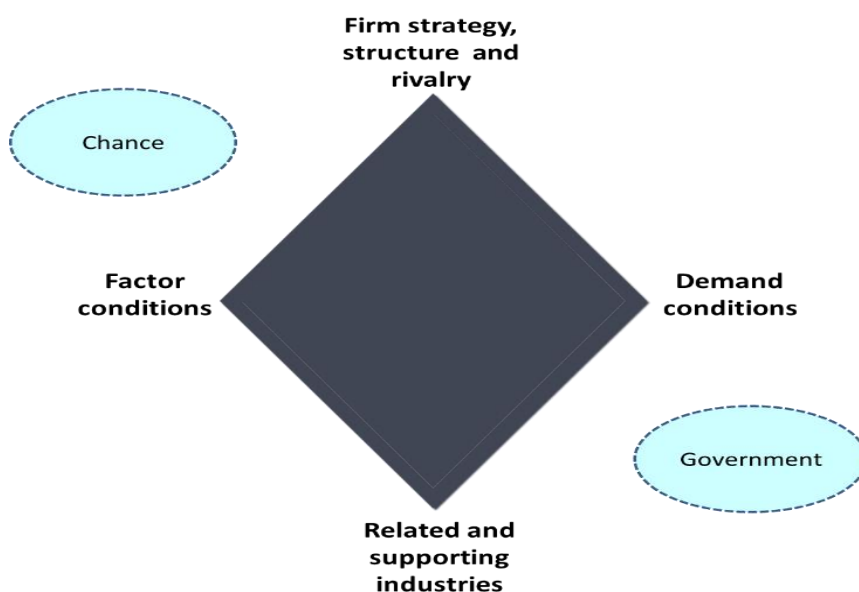 Firm strategy,
structure and
rivalry
Chance
Factor
conditions
Demand
conditions
Government
Related and
supporting
industries